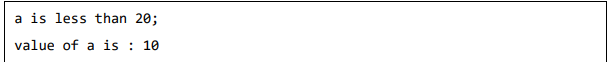 a is less than 20;
value of a is : 10